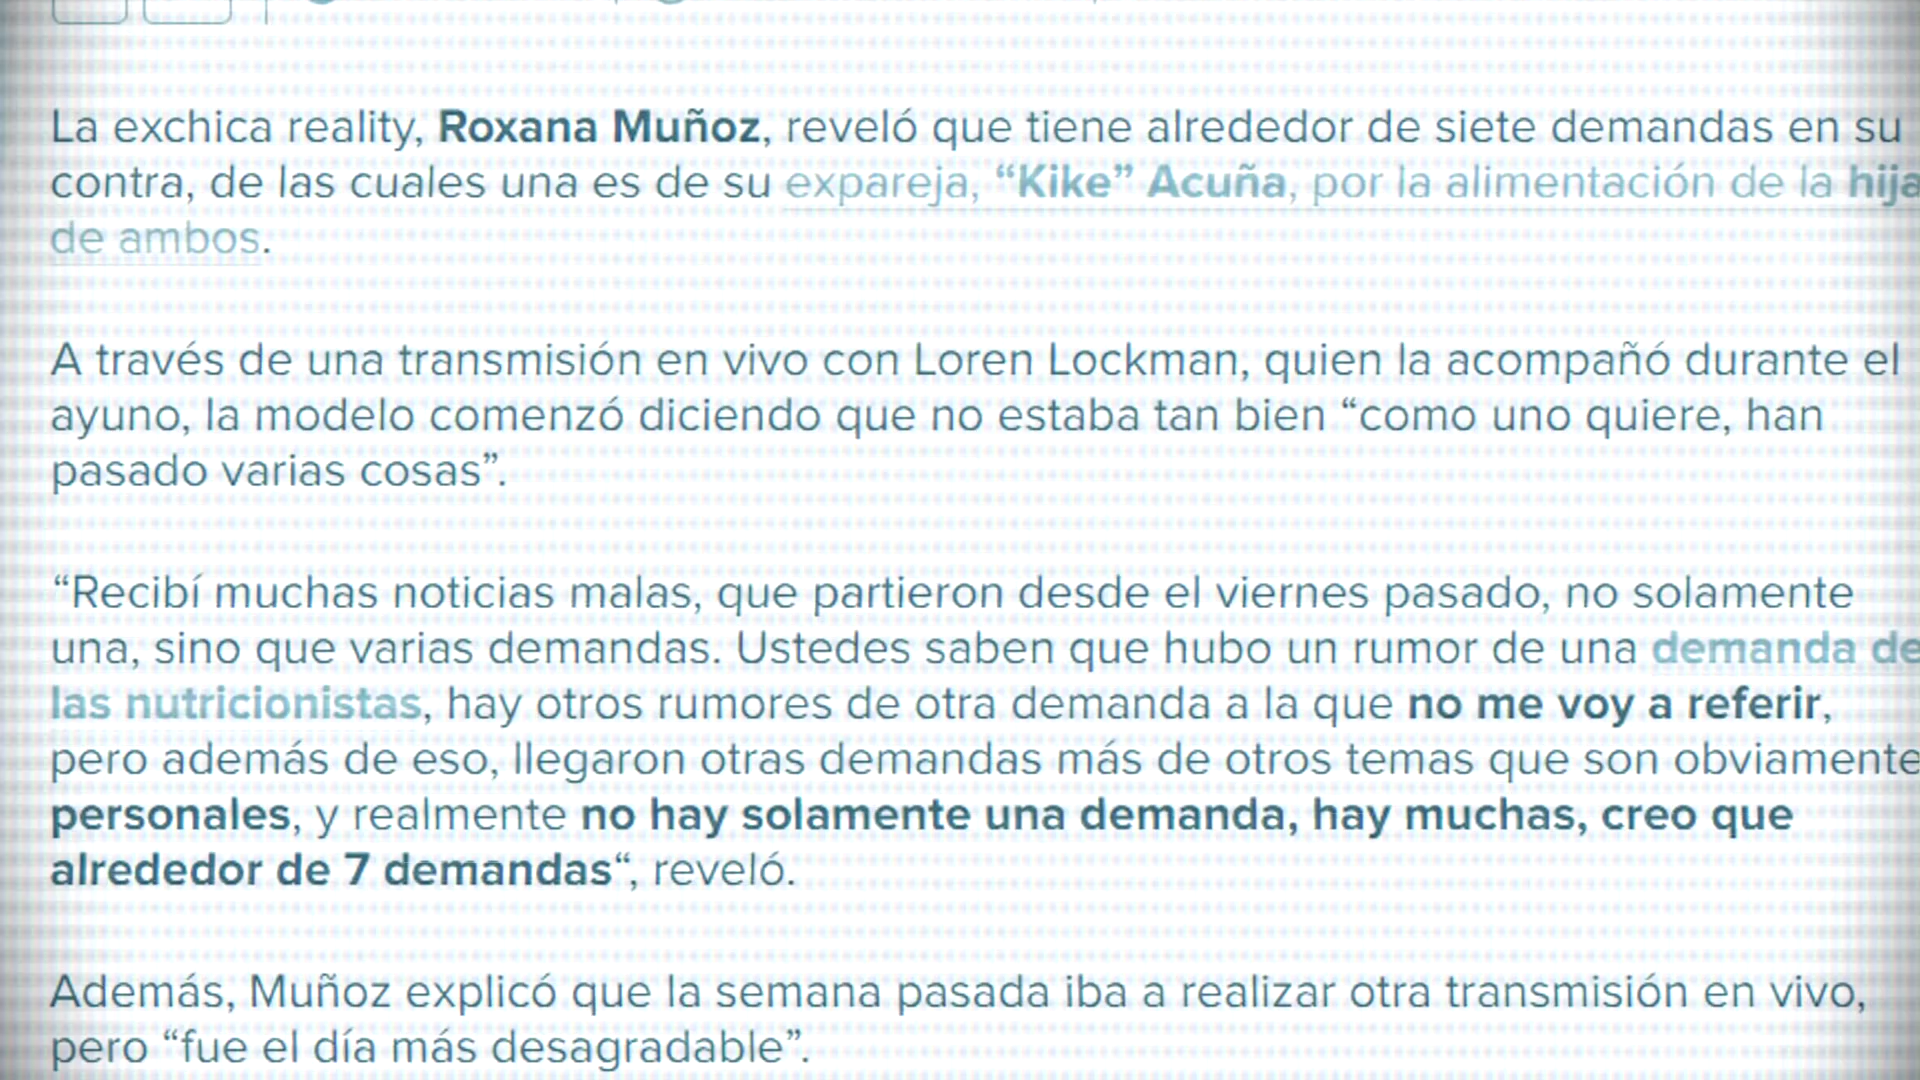 La exchica reality, Roxana Muñoz, reveló que tiene alrededor de siete demandas en su
contra, de las cuales una es de su expareja, “Kike” Acuña, por la alimentación de la hija
de ambos.
A través de una transmisión en vivo con Loren Lockman, quien la acompañó durante el
ayuno, la modelo comenzó diciendo que no estaba tan bien “como uno quiere, han
pasado varias cosas”.
“Recibí muchas noticias malas, que partieron desde el viernes pasado, no solamente
una, sino que varias demandas. Ustedes saben que hubo un rumor de una demanda de
las nutricionistas, hay otros rumores de otra demanda a la que no me voy a referir,
pero además de eso, llegaron otras demandas más de otros temas que son obviamente
personales, y realmente no hay solamente una demanda, hay muchas, creo que
alrededor de 7 demandas“, reveló.
Además, Muñoz explicó que la semana pasada iba a realizar otra transmisión en vivo,
pero “fue el día más desagradable”.